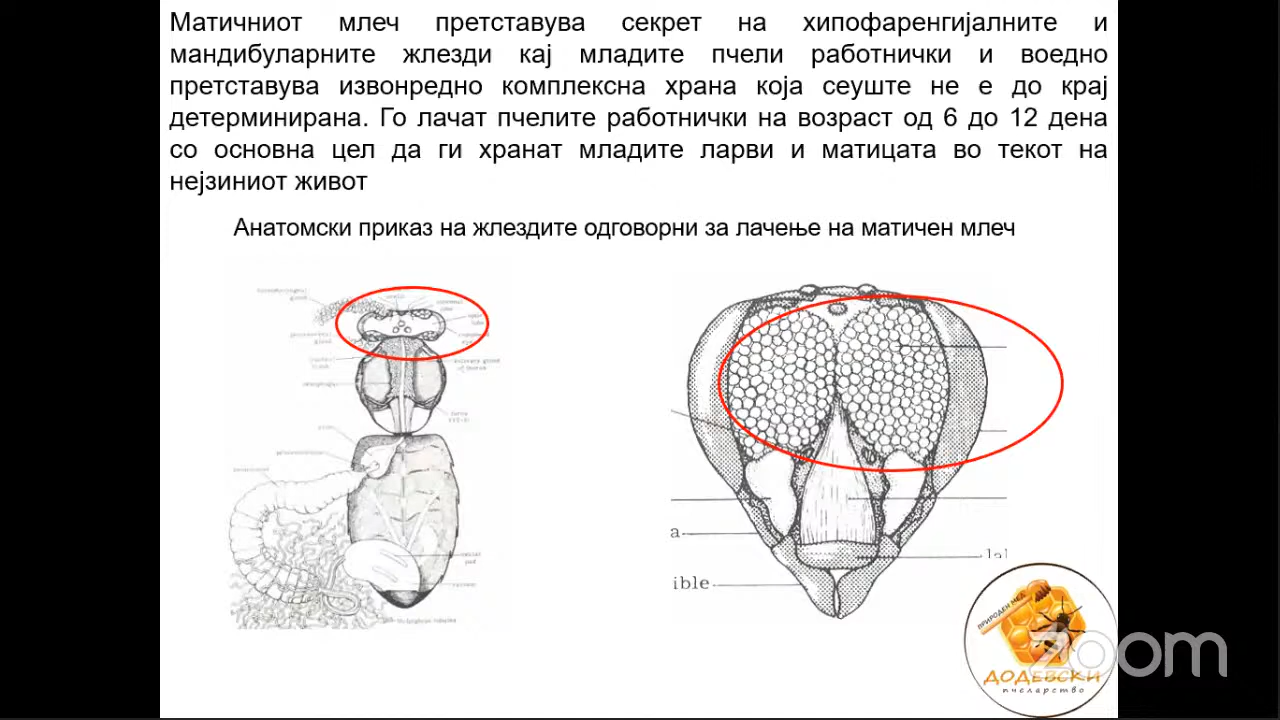 Матичниот млеч претставува секрет на хипофаренгијалните и
мандибуларните жлезди кај младите пчели работнички и воедно
претставува извонредно комплексна храна која сеуште не е до крај
детерминирана. Го лачат пчелите работнички на возраст од 6 до 12 дена
со основна цел да ги хранат младите ларви и матицата во текот на
нејзиниот живот
Анатомски приказ на жлездите одговорни за лачење на матичен млеч
a
lal
ible
ПРИРОДЕН МЕД
zoom
ДОДЕВСКИ
пчеларство